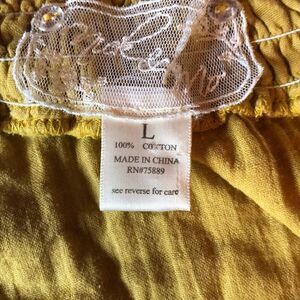 L
100% COTTON
MADE IN CHINA
RN#75889
see reverse for care